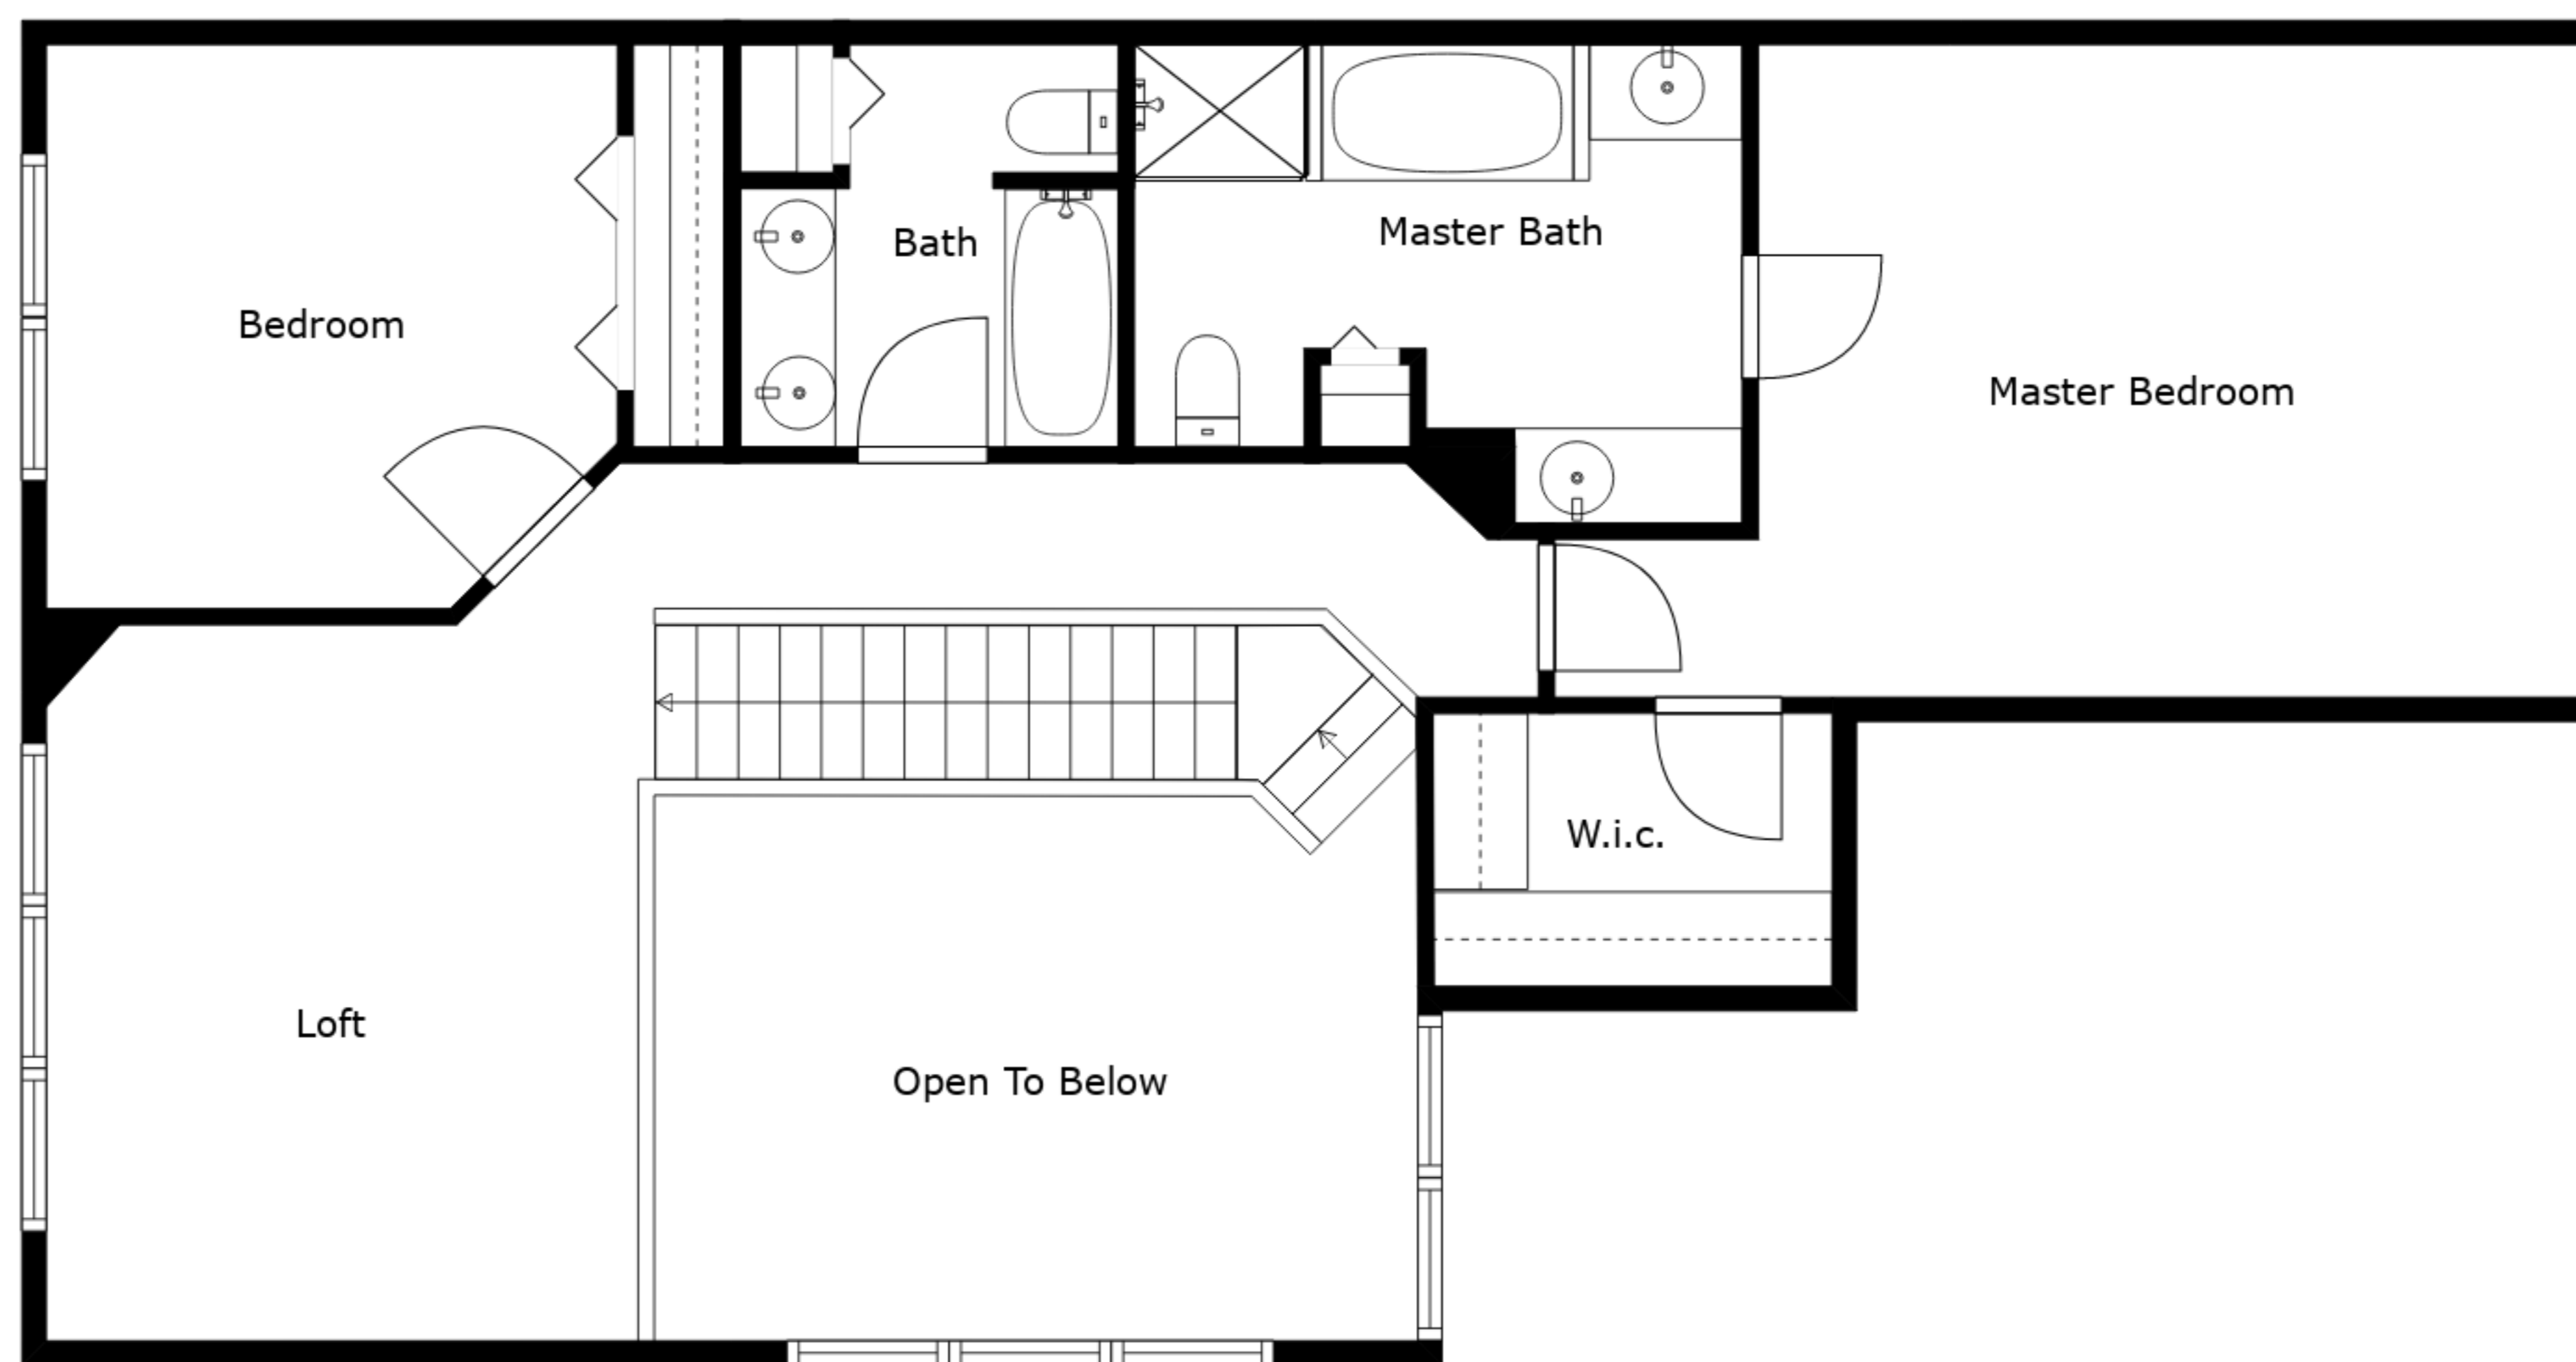 Master Bath
Bath
Bedroom
Master Bedroom
W.i.c.
Loft
Open To Below